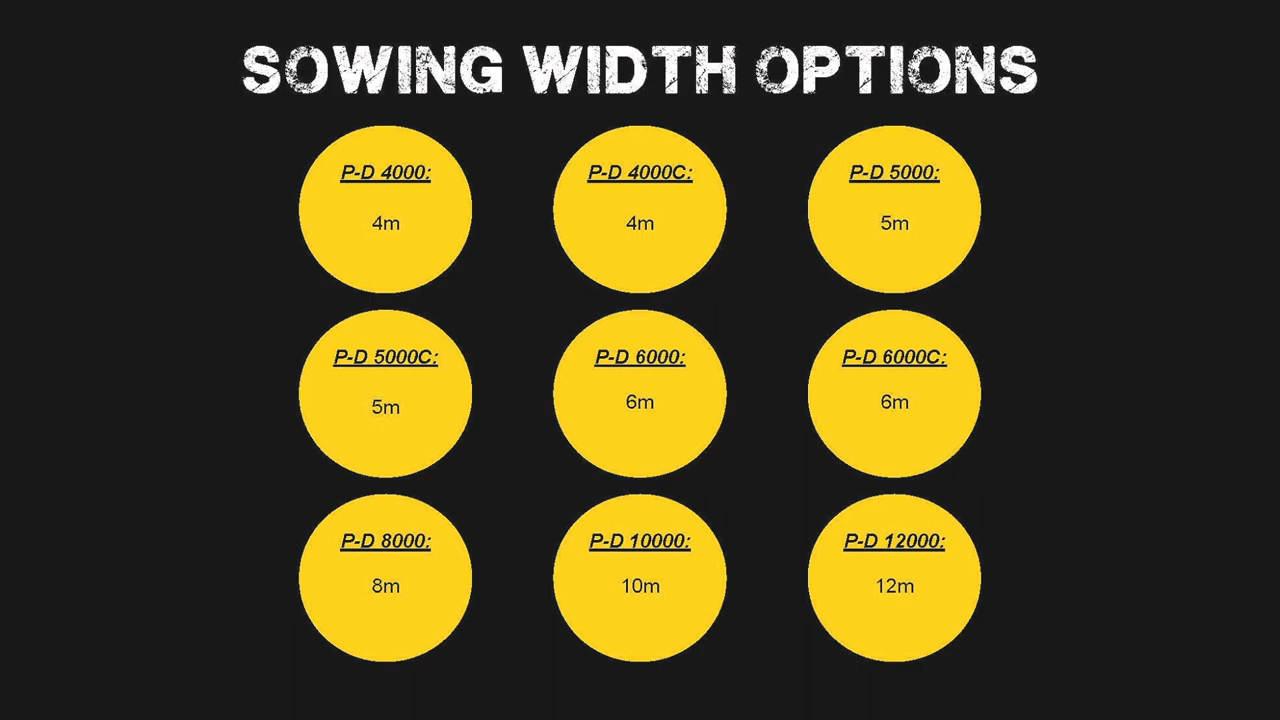 SOWING WIDTH OPTIONS
P-D 4000:
4m
P-D 4000C:
4m
P-D 5000:
5m
P-D 5000C:
5m
P-D 6000:
6m
P-D 6000C:
6m
P-D 8000:
8m
P-D 10000:
10m
P-D 12000:
12m